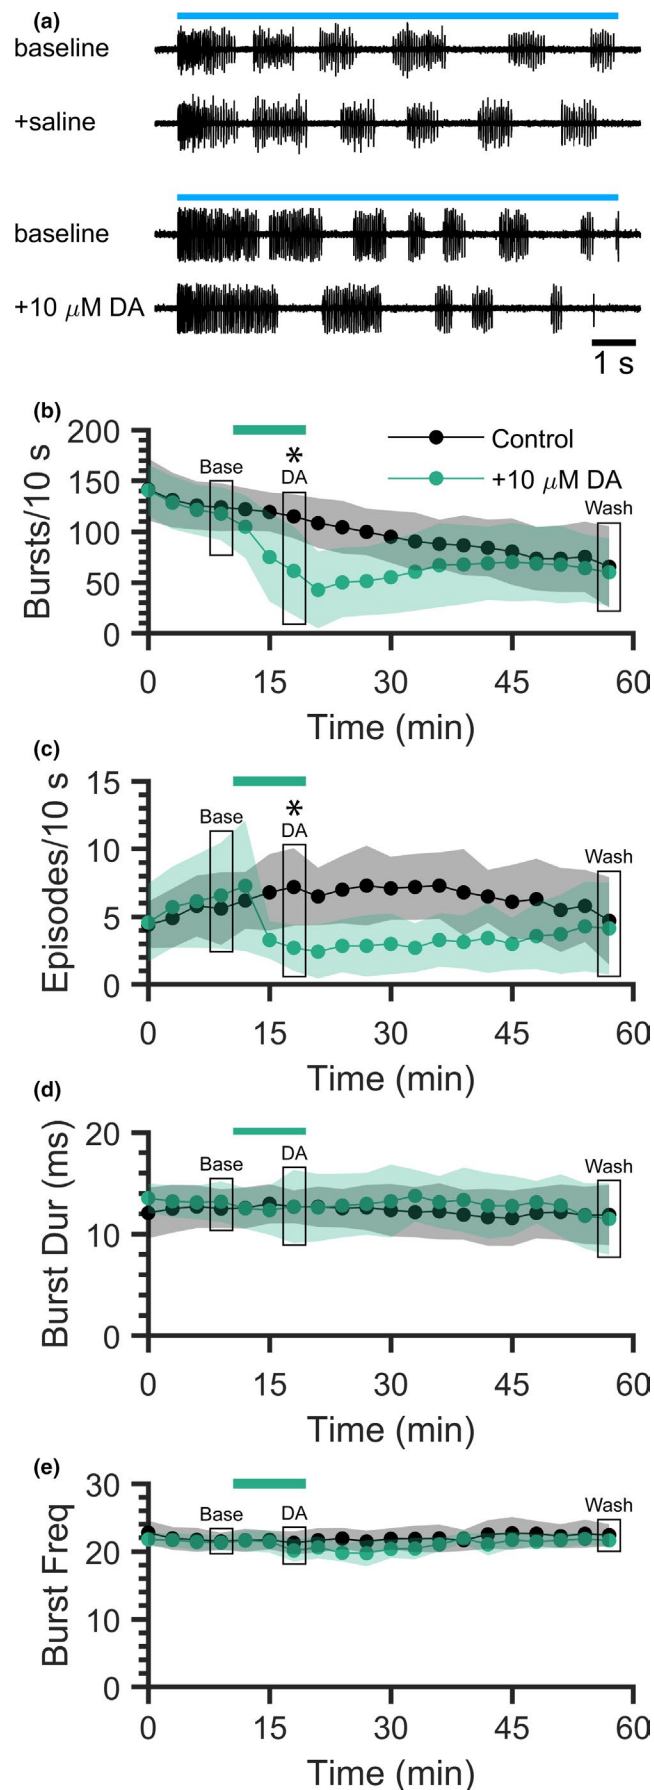 (a)
baseline
+saline
baseline
+10 μM DA
1 s
(b)
200
150
100
50
0
Bursts/10 s
Base
*
DA
Control
+10 μM DA
Wash
0 15 30 45 60
Time (min)
(c)
15
10
5
0
Episodes/10 s
Base
*
DA
Wash
0 15 30 45 60
Time (min)
(d)
20
10
0
Burst Dur (ms)
Base
DA
Wash
0 15 30 45 60
Time (min)
(e)
30
20
10
0
Burst Freq
Base
DA
Wash
0 15 30 45 60
Time (min)